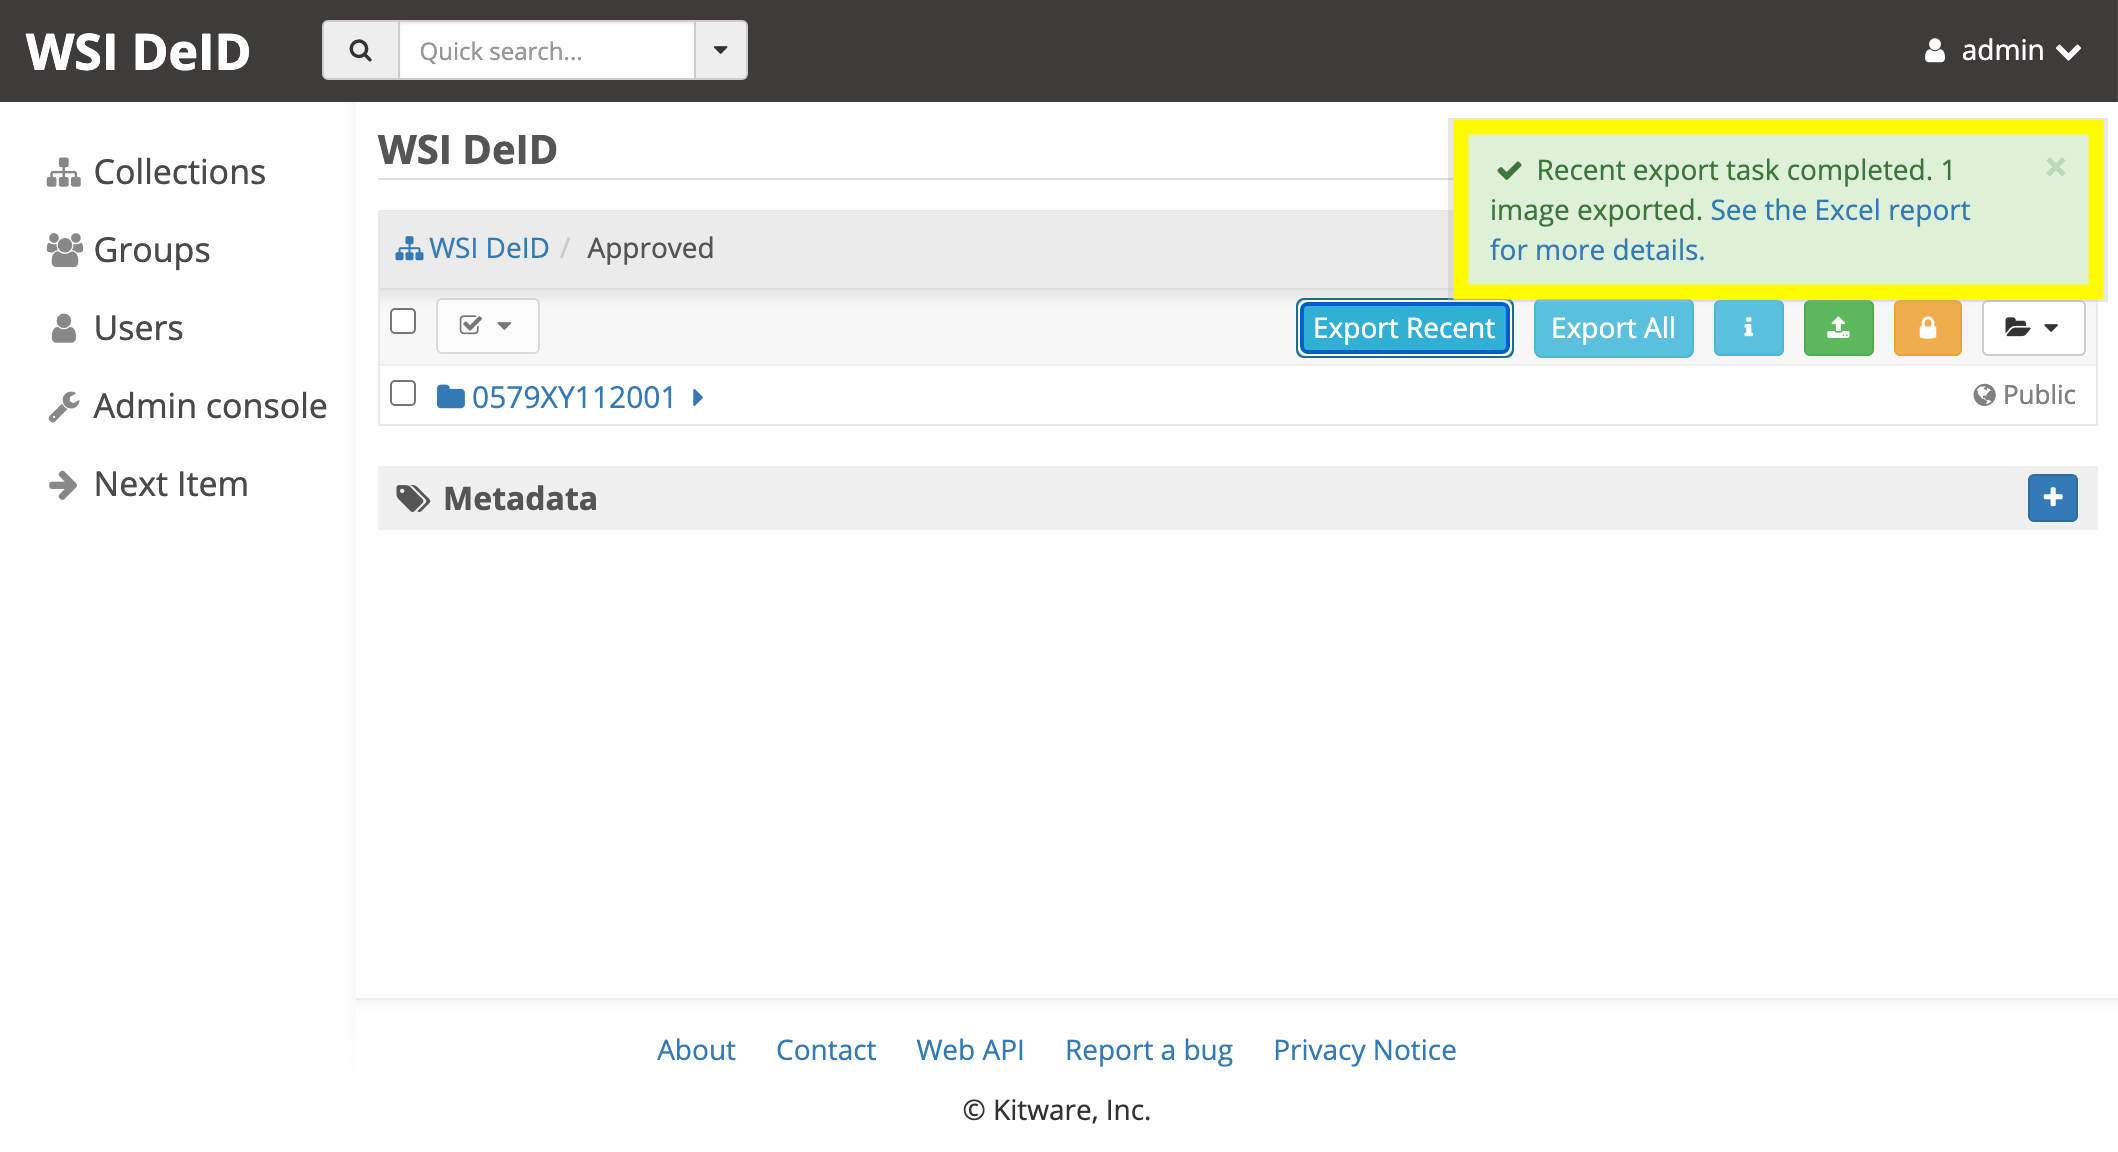 WSI DeID
Quick search...
admin
Collections
Groups
Users
Admin console
Next Item
WSI DeID
✔ Recent export task completed. 1
image exported. See the Excel report
for more details.
×
WSI DeID / Approved
Export Recent
Export All
0579XY112001
Public
Metadata
About Contact Web API Report a bug Privacy Notice
© Kitware, Inc.